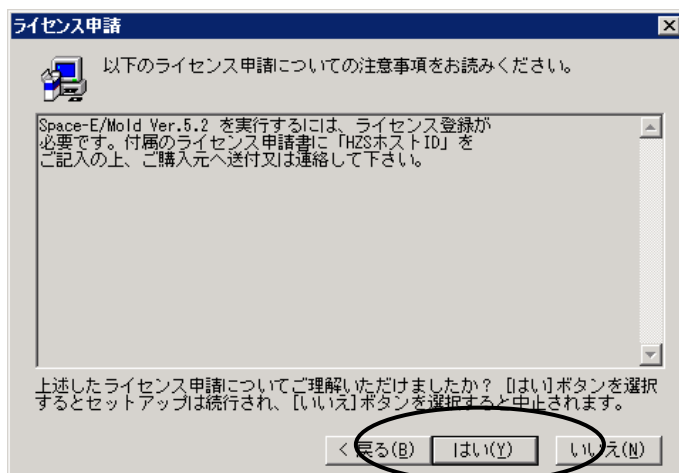 ライセンス申請
以下のライセンス申請についての注意事項をお読みください。
Space-E/Mold Ver.5.2 を実行するには、ライセンス登録が
必要です。付属のライセンス申請書に「HZSホストID」を
ご記入の上、ご購入元へ送付又は連絡して下さい。
上述したライセンス申請についてご理解いただけましたか？ [はい]ボタンを選択
するとセットアップは続行され、[いいえ]ボタンを選択すると中止されます。
< 戻る(B) はい(Y) いいえ(N)